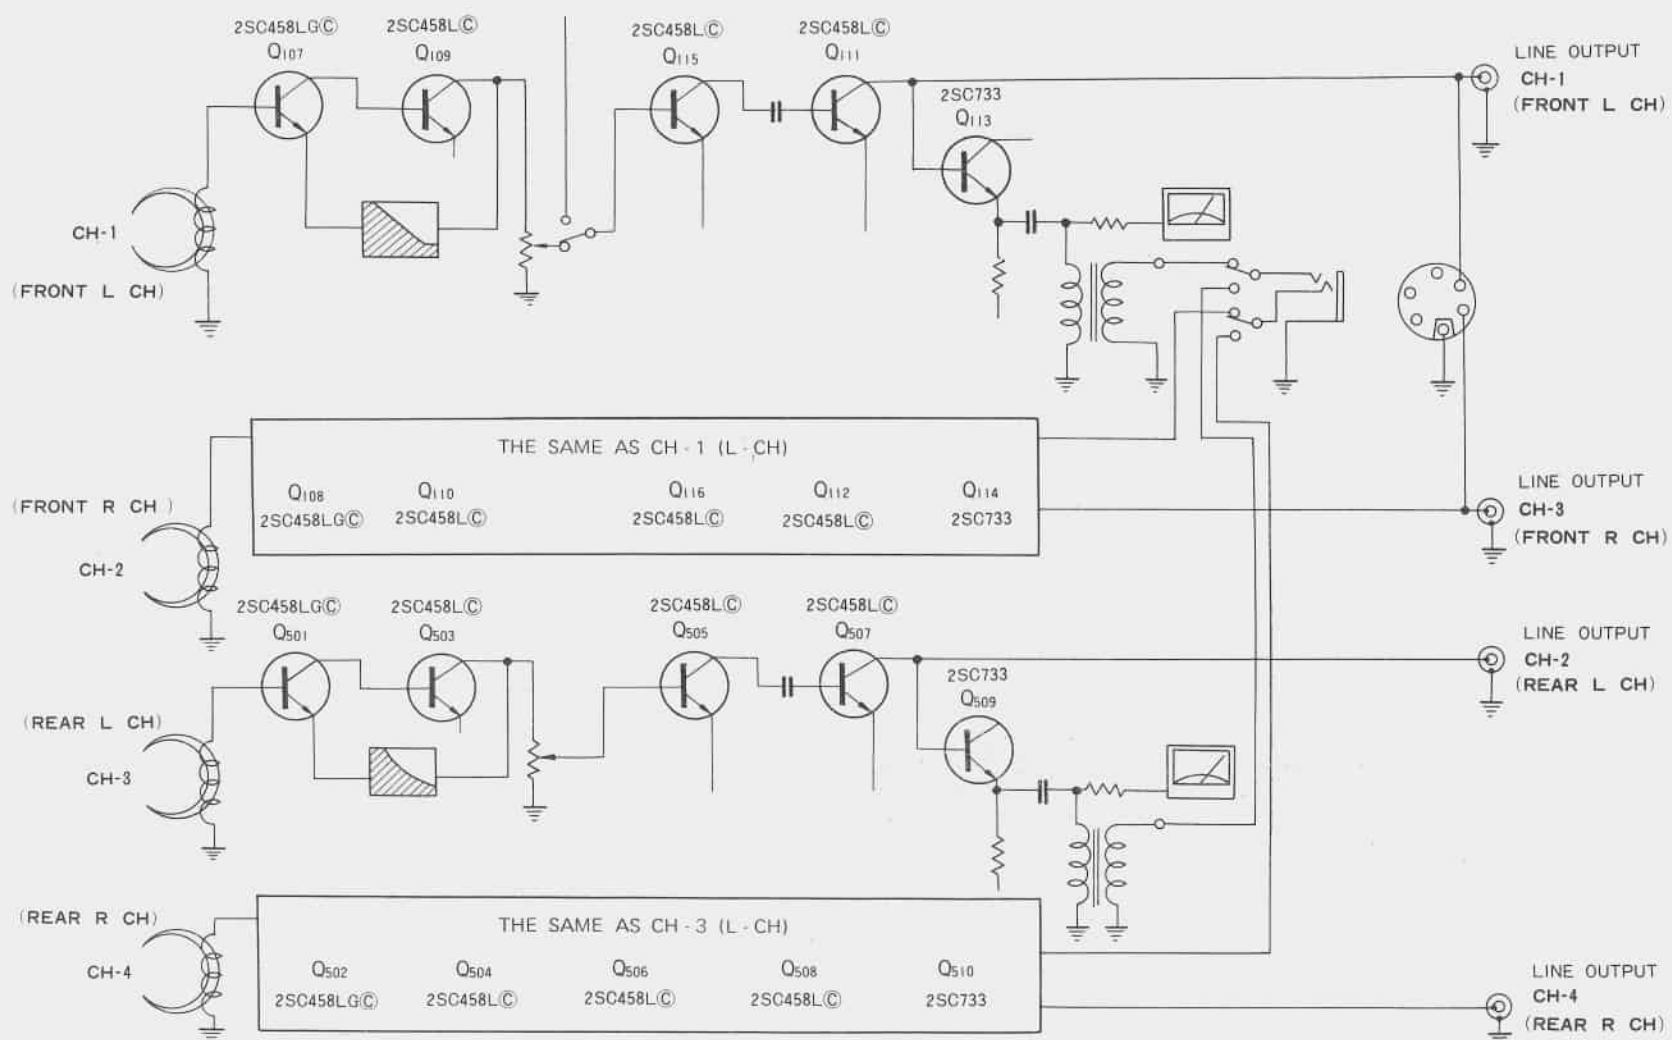 2SC458LGⒸ
Q107
2SC458LⒸ
Q109
2SC458LⒸ
Q115
2SC458LⒸ
Q111
2SC733
Q113
LINE OUTPUT
CH-1
(FRONT L CH)
CH-1
(FRONT L CH)
THE SAME AS CH-1 (L-CH)
Q108
2SC458LGⒸ
Q110
2SC458LⒸ
Q116
2SC458LⒸ
Q112
2SC458LⒸ
Q114
2SC733
(FRONT R CH)
CH-2
LINE OUTPUT
CH-3
(FRONT R CH)
2SC458LGⒸ
Q501
2SC458LⒸ
Q503
2SC458LⒸ
Q505
2SC458LⒸ
Q507
2SC733
Q509
LINE OUTPUT
CH-2
(REAR L CH)
(REAR L CH)
CH-3
(REAR R CH)
CH-4
THE SAME AS CH-3 (L-CH)
Q502
2SC458LGⒸ
Q504
2SC458LⒸ
Q506
2SC458LⒸ
Q508
2SC458LⒸ
Q510
2SC733
LINE OUTPUT
CH-4
(REAR R CH)